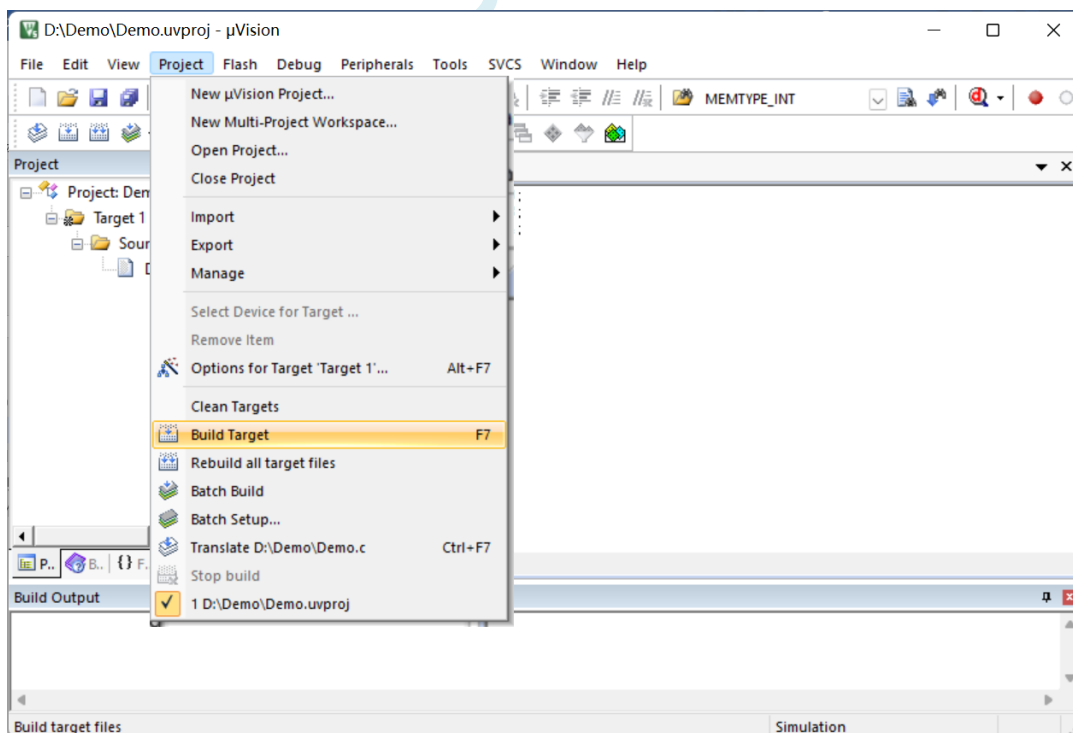 D:\Demo\Demo.uvproj - µVision
File Edit View Project Flash Debug Peripherals Tools SVCS Window Help
MEMTYPE_INT
Project
Project: Dem
Target 1
Sour
D
New µVision Project...
New Multi-Project Workspace...
Open Project...
Close Project
Import
Export
Manage
Select Device for Target ...
Remove Item
Options for Target 'Target 1'... Alt+F7
Clean Targets
Build Target F7
Rebuild all target files
Batch Build
Batch Setup...
Translate D:\Demo\Demo.c Ctrl+F7
Stop build
1 D:\Demo\Demo.uvproj
P.. B.. {} F.
Build Output
Build target files Simulation